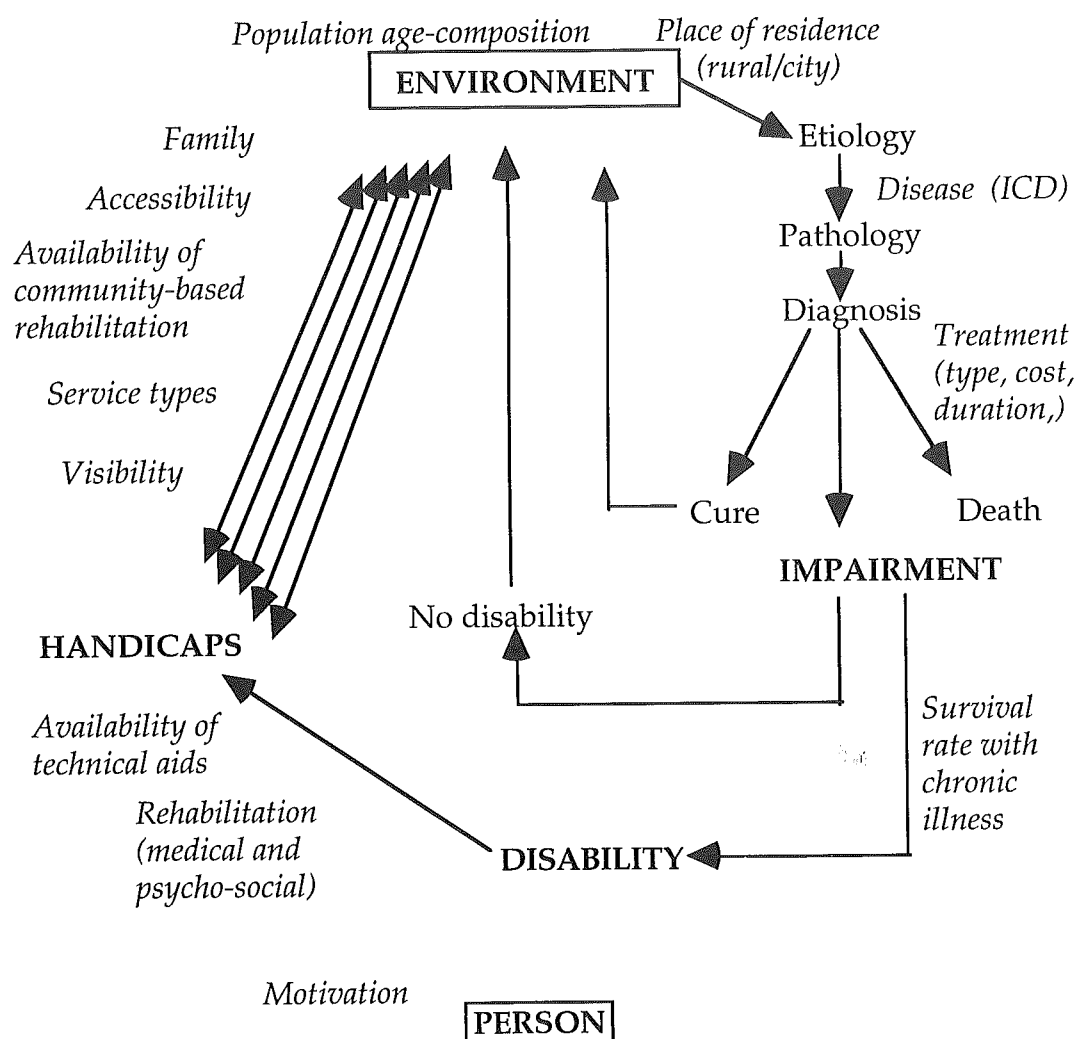 Population age-composition
Place of residence
(rural/city)
ENVIRONMENT
Family
Etiology
Accessibility
Disease (ICD)
Pathology
Availability of
community-based
rehabilitation
Diagnosis
Treatment
(type, cost,
duration,)
Service types
Visibility
Cure
Death
IMPAIRMENT
No disability
HANDICAPS
Availability of
technical aids
Survival
rate with
chronic
illness
Rehabilitation
(medical and
psycho-social)
DISABILITY
Motivation
PERSON